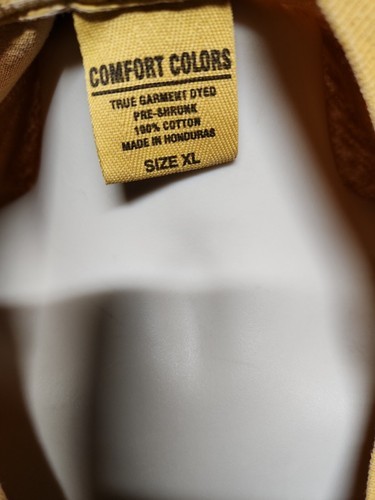 COMFORT COLORS
TRUE GARMENT DYED
PRE-SHRUNK
100% COTTON
MADE IN HONDURAS
SIZE XL